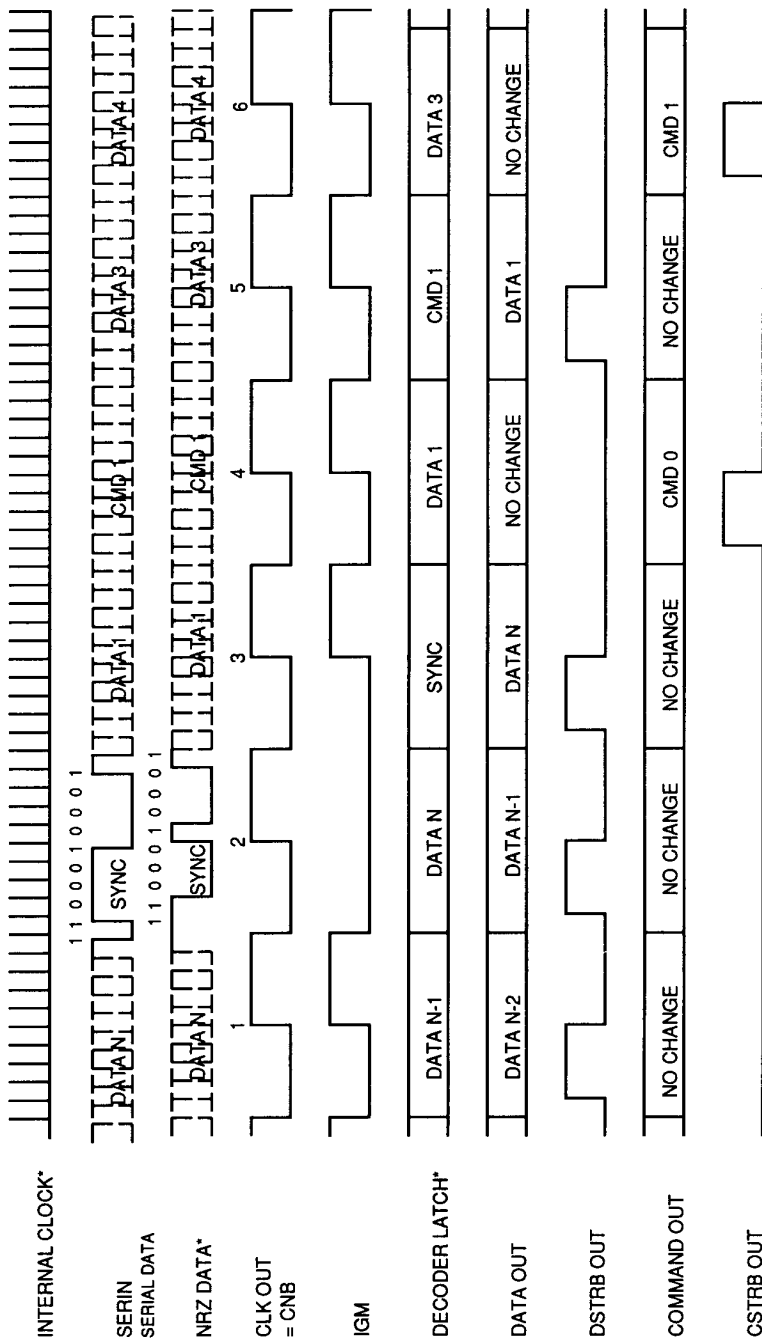 INTERNAL CLOCK*
1 1 0 0 0 1 0 0 0 1
SERIN
SERIAL DATA
DATA N
SYNC
DATA 1
CMD 1
DATA 3
DATA 4
1 1 0 0 0 1 0 0 0 1
NRZ DATA*
DATA N
SYNC
DATA 1
CMD 1
DATA 3
DATA 4
1
2
3
4
5
6
CLK OUT
= CNB
IGM
DECODER LATCH*
DATA N-1
DATA N
SYNC
DATA 1
CMD 1
DATA 3
DATA OUT
DATA N-2
DATA N-1
DATA N
NO CHANGE
DATA 1
NO CHANGE
DSTRB OUT
COMMAND OUT
NO CHANGE
NO CHANGE
NO CHANGE
CMD 0
NO CHANGE
CMD 1
CSTRB OUT